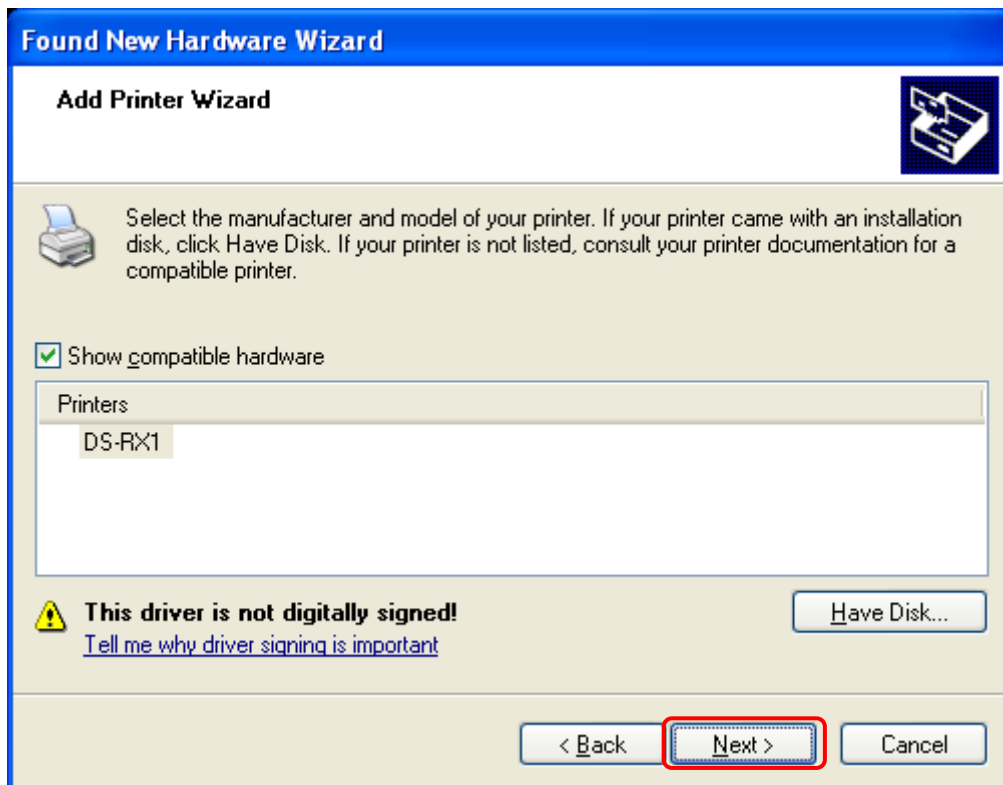 Found New Hardware Wizard
Add Printer Wizard
Select the manufacturer and model of your printer. If your printer came with an installation
disk, click Have Disk. If your printer is not listed, consult your printer documentation for a
compatible printer.
Show compatible hardware
Printers
DS-RX1
This driver is not digitally signed!
Have Disk...
Tell me why driver signing is important
< Back
Next >
Cancel